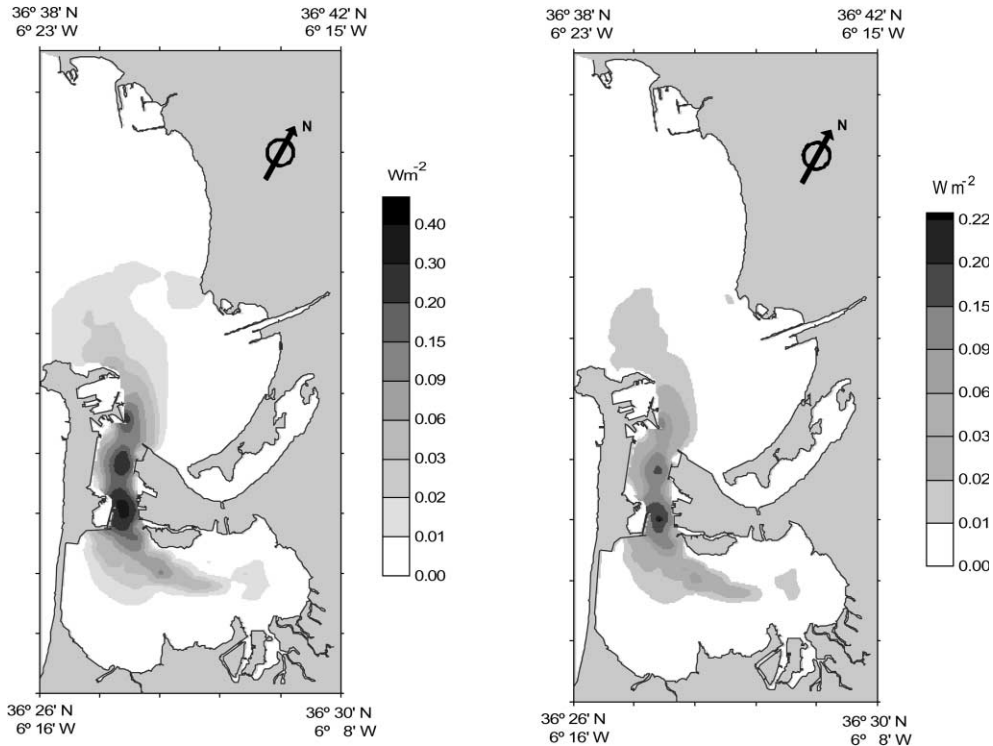 36º 38' N 36º 42' N
6º 23' W 6º 15' W
N
Wm⁻²
0.40
0.30
0.20
0.15
0.09
0.06
0.03
0.02
0.01
0.00
36º 26' N 36º 30' N
6º 16' W 6º 8' W
36º 38' N 36º 42' N
6º 23' W 6º 15' W
N
W m⁻²
0.22
0.20
0.15
0.09
0.06
0.03
0.02
0.01
0.00
36º 26' N 36º 30' N
6º 16' W 6º 8' W